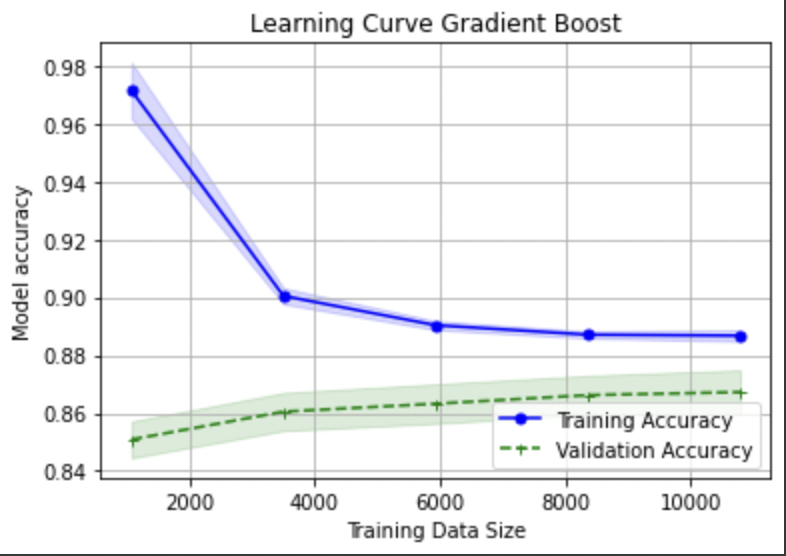 Learning Curve Gradient Boost
0.98
0.96
0.94
0.92
0.90
0.88
0.86
0.84
Model accuracy
Training Accuracy
Validation Accuracy
2000 4000 6000 8000 10000
Training Data Size